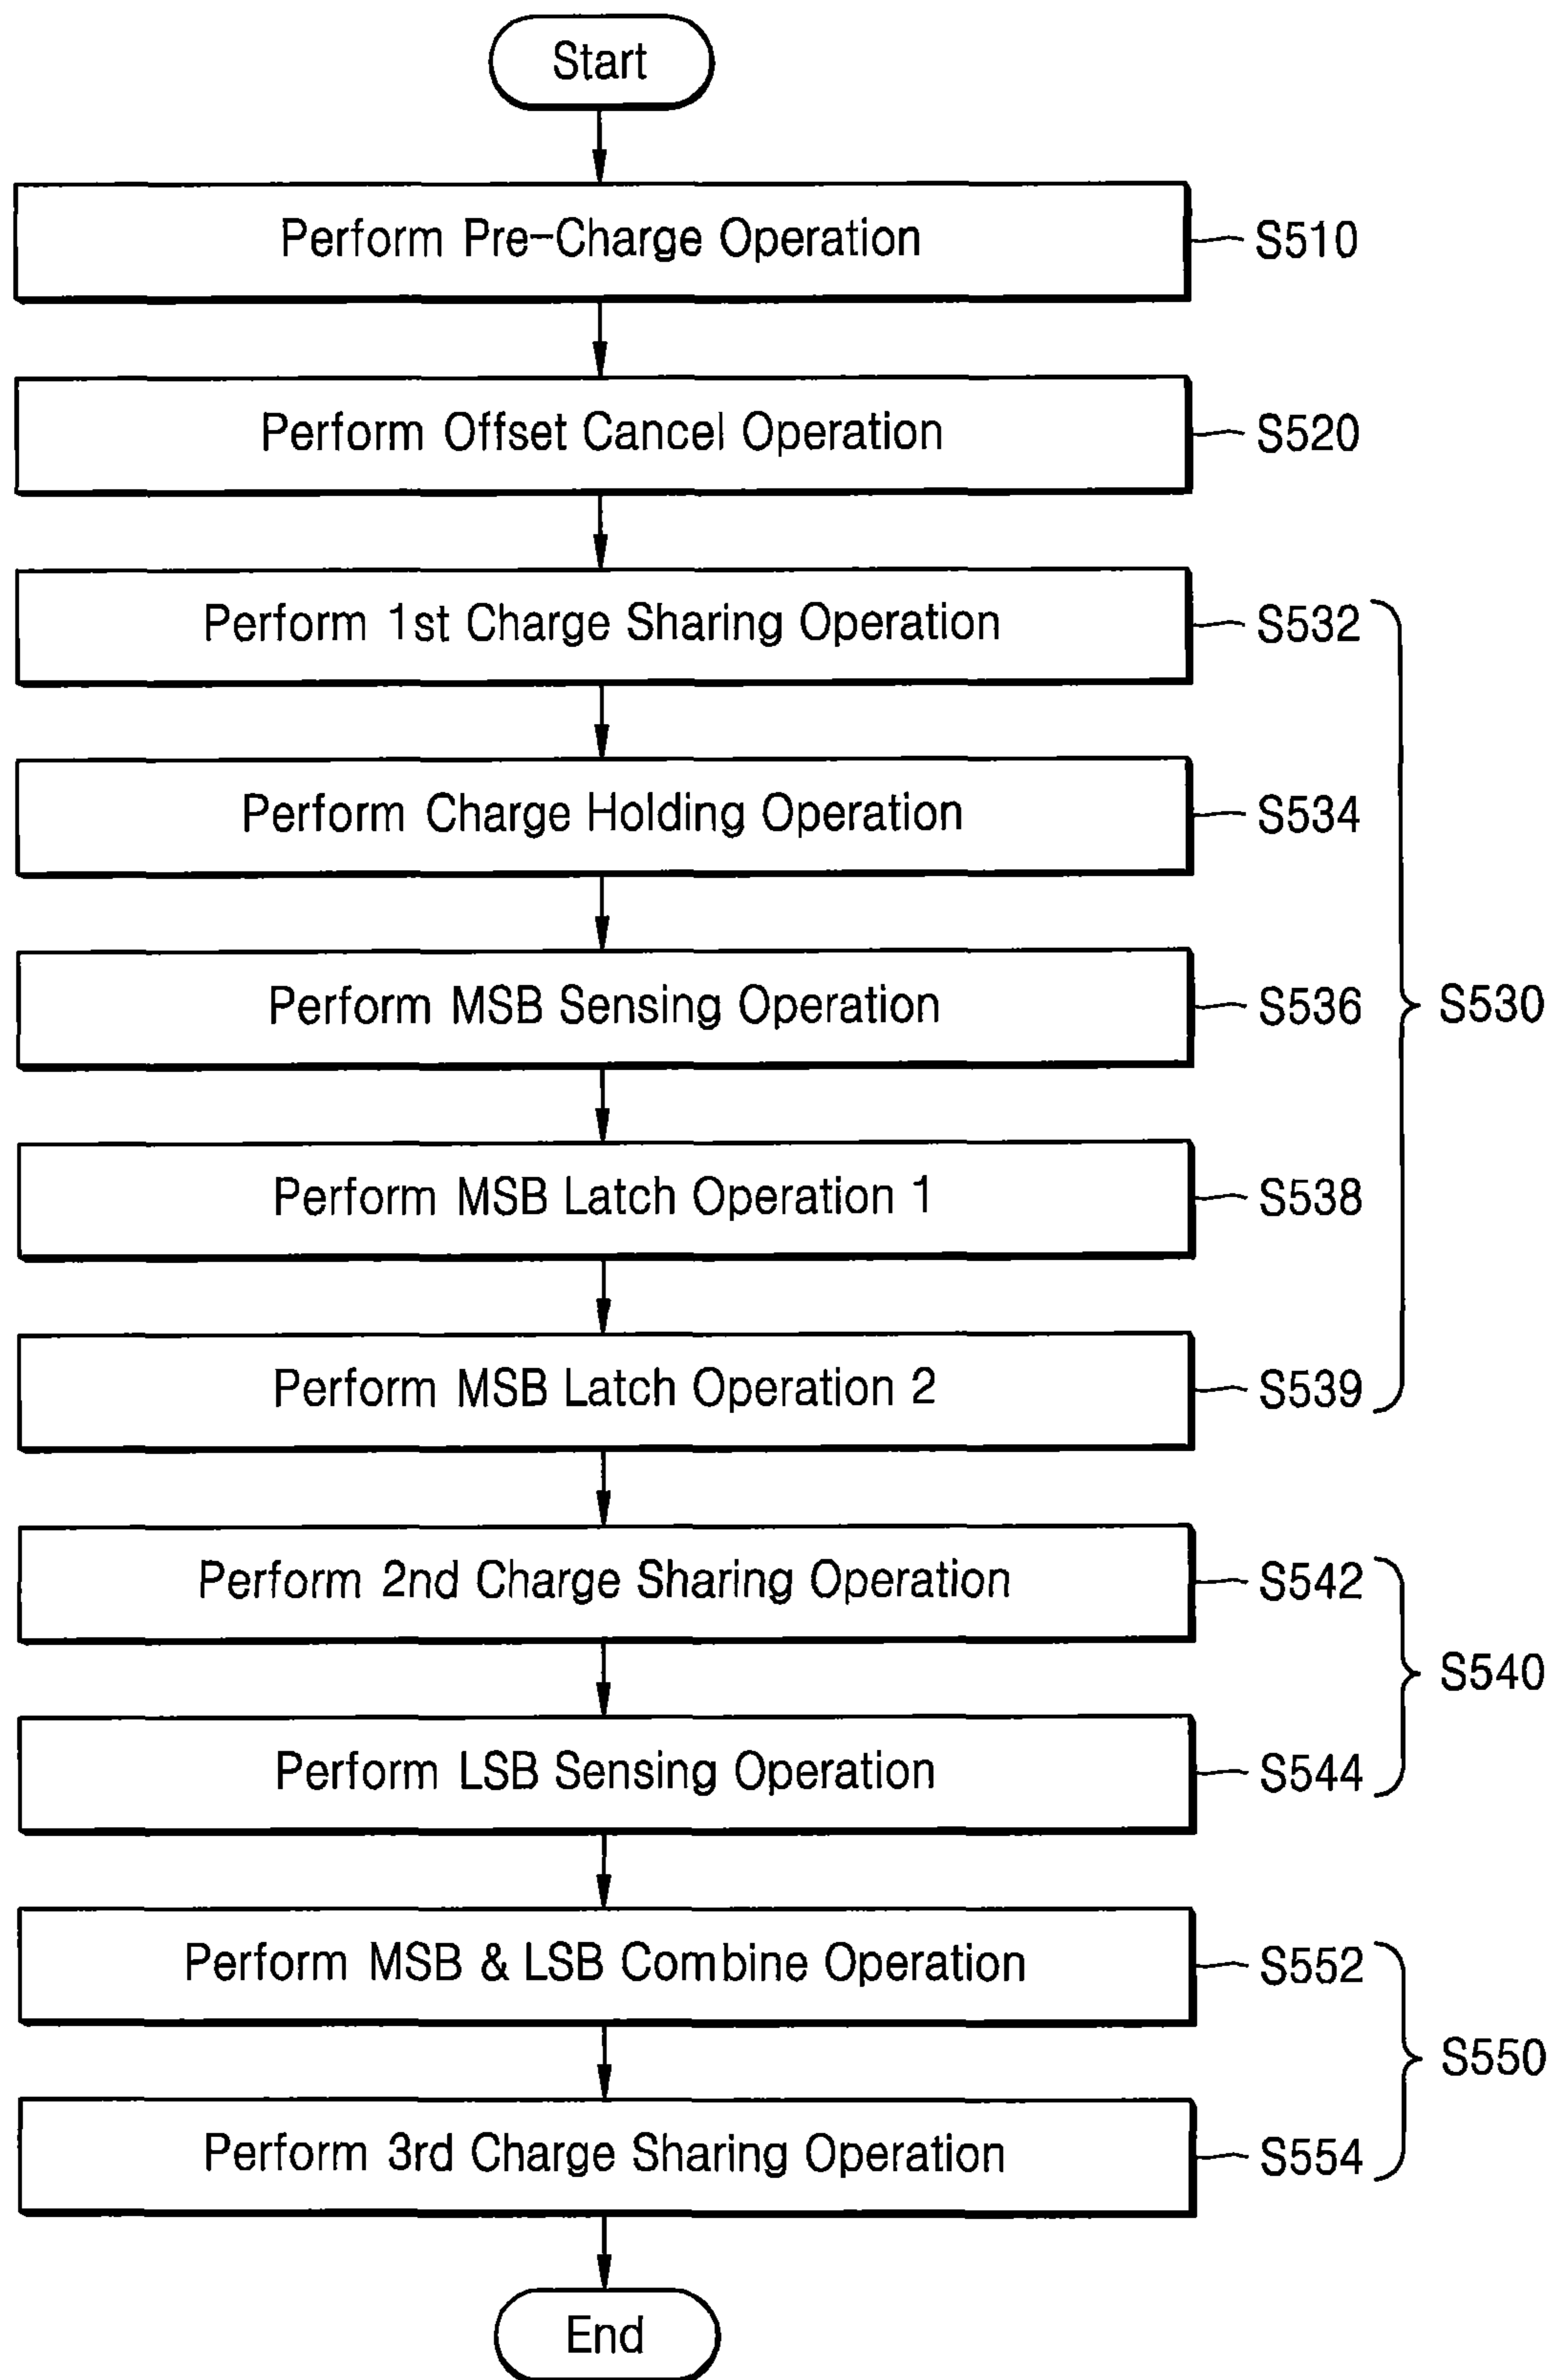 Start
Perform Pre-Charge Operation
S510
Perform Offset Cancel Operation
S520
Perform 1st Charge Sharing Operation
S532
Perform Charge Holding Operation
S534
Perform MSB Sensing Operation
S536
S530
Perform MSB Latch Operation 1
S538
Perform MSB Latch Operation 2
S539
Perform 2nd Charge Sharing Operation
S542
S540
Perform LSB Sensing Operation
S544
Perform MSB & LSB Combine Operation
S552
S550
Perform 3rd Charge Sharing Operation
S554
End